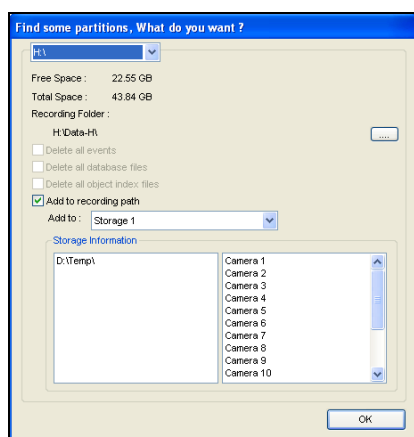 Find some partitions, What do you want ?
H:\
Free Space : 22.55 GB
Total Space : 43.84 GB
Recording Folder :
H:\Data-H\
....
Delete all events
Delete all database files
Delete all object index files
Add to recording path
Add to : Storage 1
Storage Information
D:\Temp\
Camera 1
Camera 2
Camera 3
Camera 4
Camera 5
Camera 6
Camera 7
Camera 8
Camera 9
Camera 10
OK